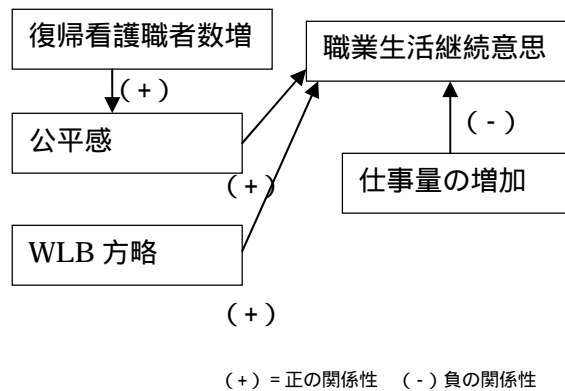 復帰看護職者数増
職業生活継続意思
(+)
(-)
公平感
(+)
仕事量の増加
WLB 方略
(+)
(+)=正の関係性 (-)負の関係性